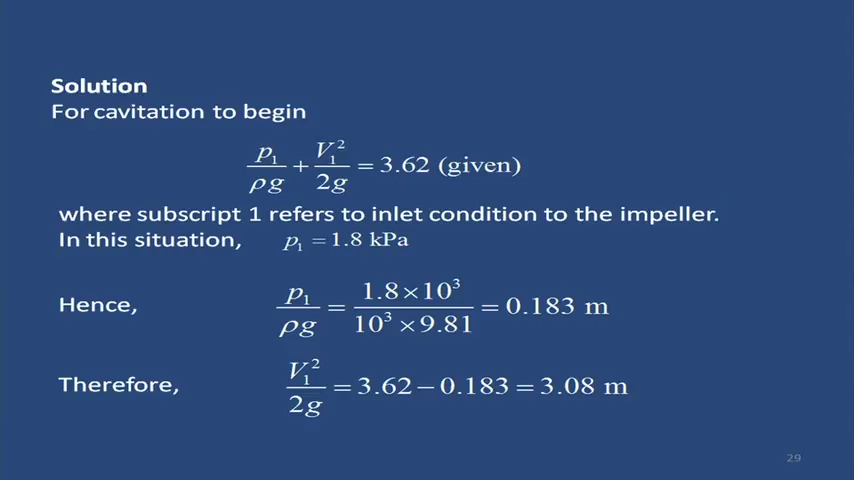 Solution
For cavitation to begin
p₁/ρg + V₁²/2g = 3.62 (given)
where subscript 1 refers to inlet condition to the impeller.
In this situation, p₁ = 1.8 kPa
Hence, p₁/ρg = 1.8 × 10³/10³ × 9.81 = 0.183 m
Therefore, V₁²/2g = 3.62 − 0.183 = 3.08 m
29